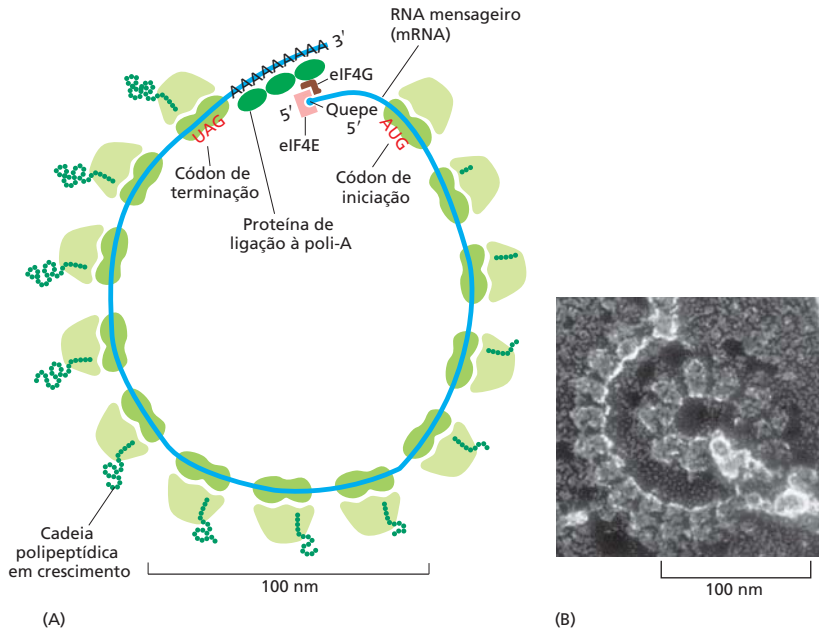 RNA mensageiro
(mRNA)
AAAAAAAAA 3′
eIF4G
5′
Quepe
5′
eIF4E
UAG
AUG
Códon de
terminação
Códon de
iniciação
Proteína de
ligação à poli-A
Cadeia
polipeptídica
em crescimento
100 nm
100 nm
(A)
(B)